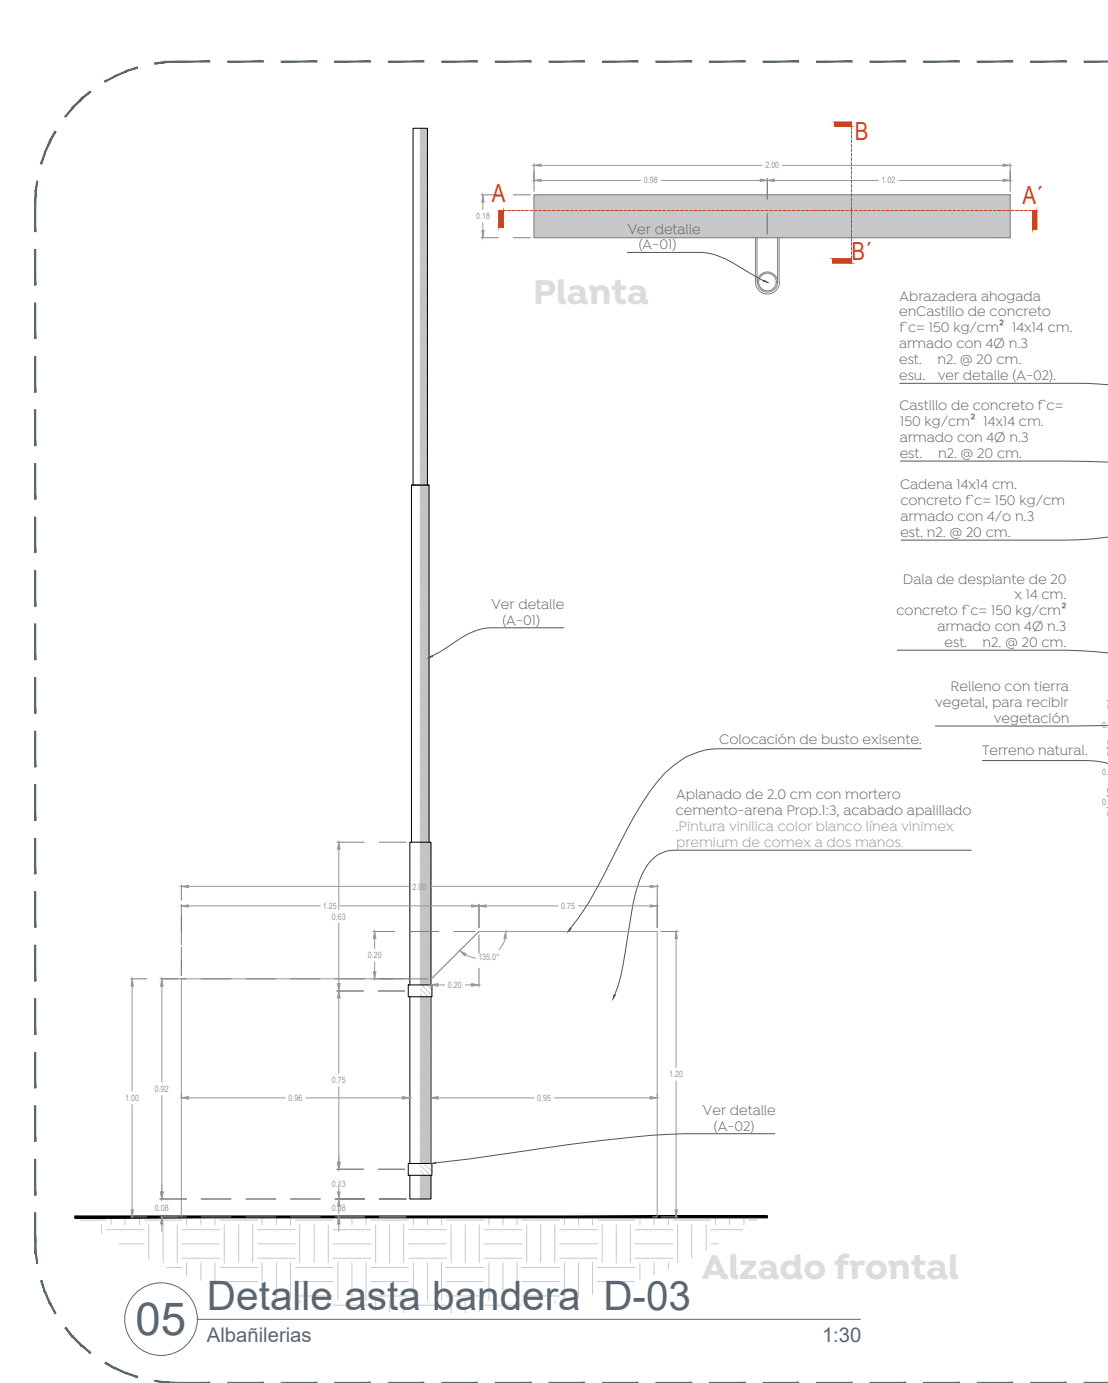 B
2.00
0.98
1.02
A
A´
0.18
Ver detalle
(A-01)
B´
Planta
Abrazadera ahogada
enCastillo de concreto
f´c= 150 kg/cm² 14x14 cm.
armado con 4Ø n.3
est. n2. @ 20 cm.
esu. ver detalle (A-02).
Castillo de concreto f´c=
150 kg/cm² 14x14 cm.
armado con 4Ø n.3
est. n2. @ 20 cm.
Cadena 14x14 cm.
concreto f´c= 150 kg/cm
armado con 4/o n.3
est. n2. @ 20 cm.
Dala de desplante de 20
x 14 cm.
concreto f´c= 150 kg/cm²
armado con 4Ø n.3
est. n2. @ 20 cm.
Ver detalle
(A-01)
Relleno con tierra
vegetal, para recibir
vegetación
Colocación de busto exisente.
Terreno natural.
Aplanado de 2.0 cm con mortero
cemento-arena Prop.1:3, acabado apalillado
.Pintura vinilica color blanco línea vinimex
premium de comex a dos manos.
2.00
1.25
0.75
0.63
0.20
135.0°
0.20
0.75
1.20
0.92
1.00
0.96
0.95
Ver detalle
(A-02)
0.13
0.08
0.08
Alzado frontal
05
Detalle asta bandera D-03
Albañilerias
1:30